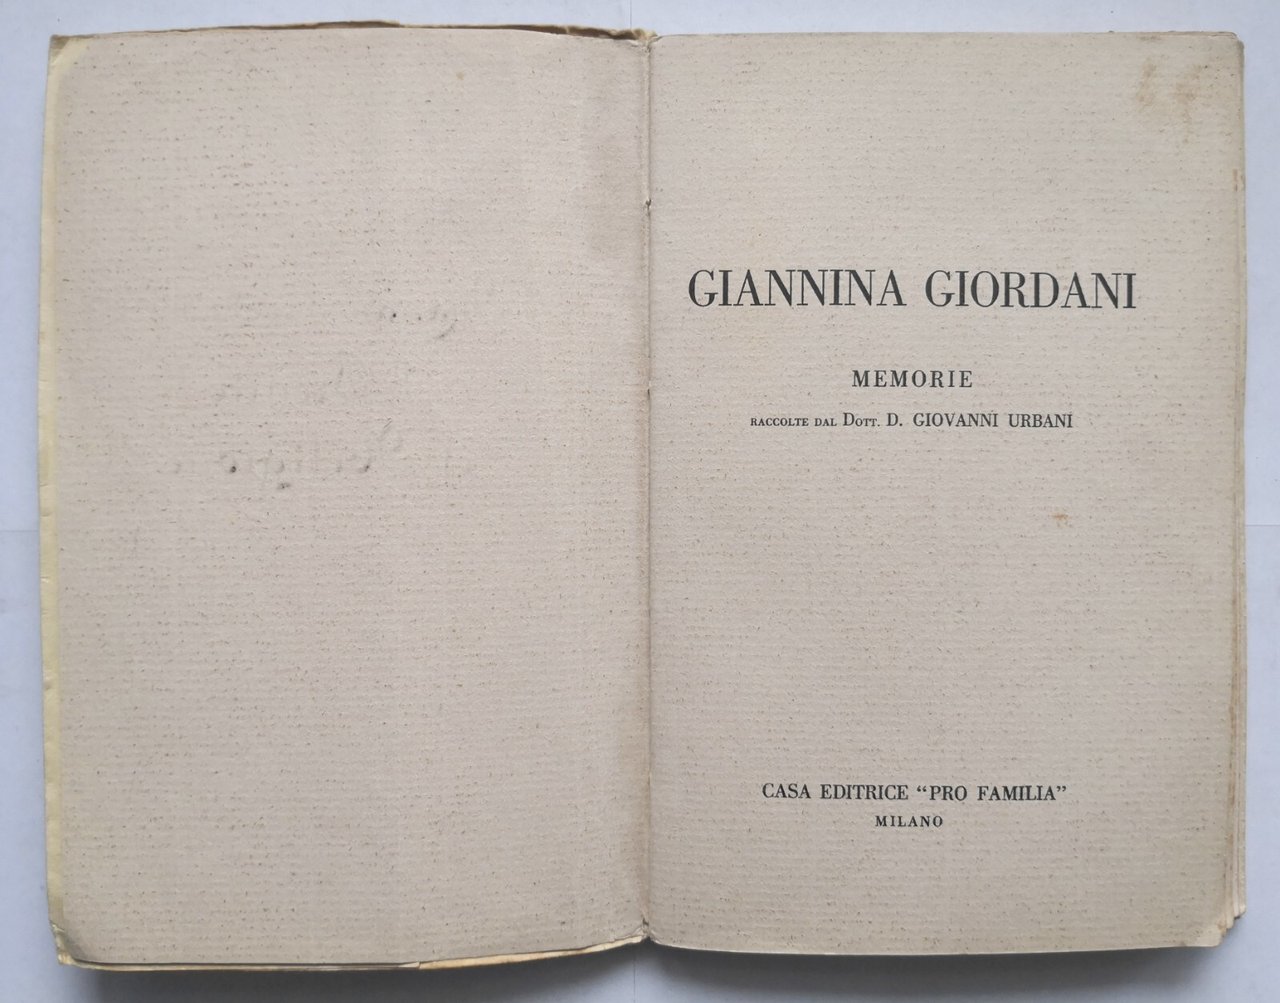 GIANNINA GIORDANI
MEMORIE
RACCOLTE DAL DOTT. D. GIOVANNI URBANI
CASA EDITRICE “PRO FAMILIA”
MILANO